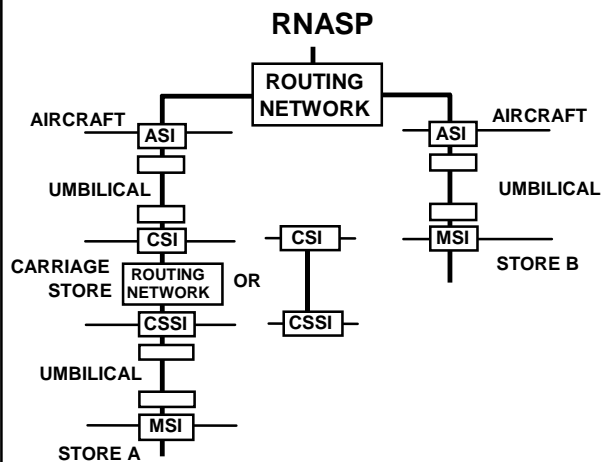 RNASP
ROUTING
NETWORK
AIRCRAFT
ASI
ASI
AIRCRAFT
UMBILICAL
UMBILICAL
CSI
CSI
MSI
CARRIAGE
STORE
ROUTING
NETWORK
OR
STORE B
CSSI
CSSI
UMBILICAL
MSI
STORE A